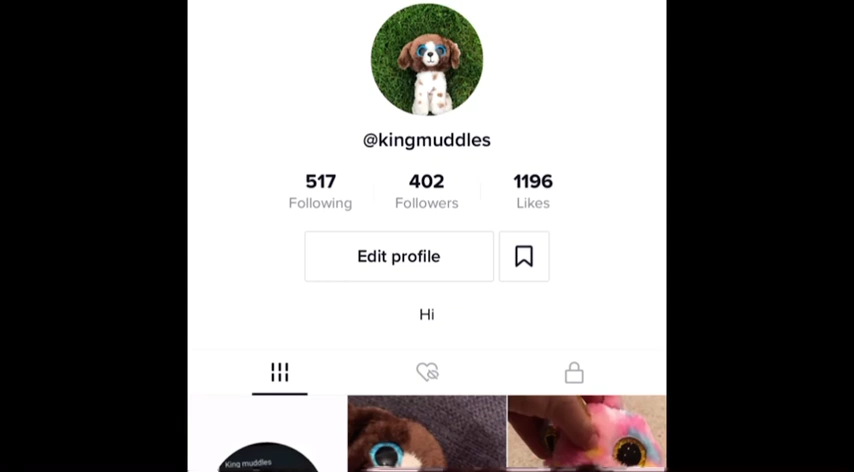 @kingmuddles
517 402 1196
Following Followers Likes
Edit profile
Hi
King muddles